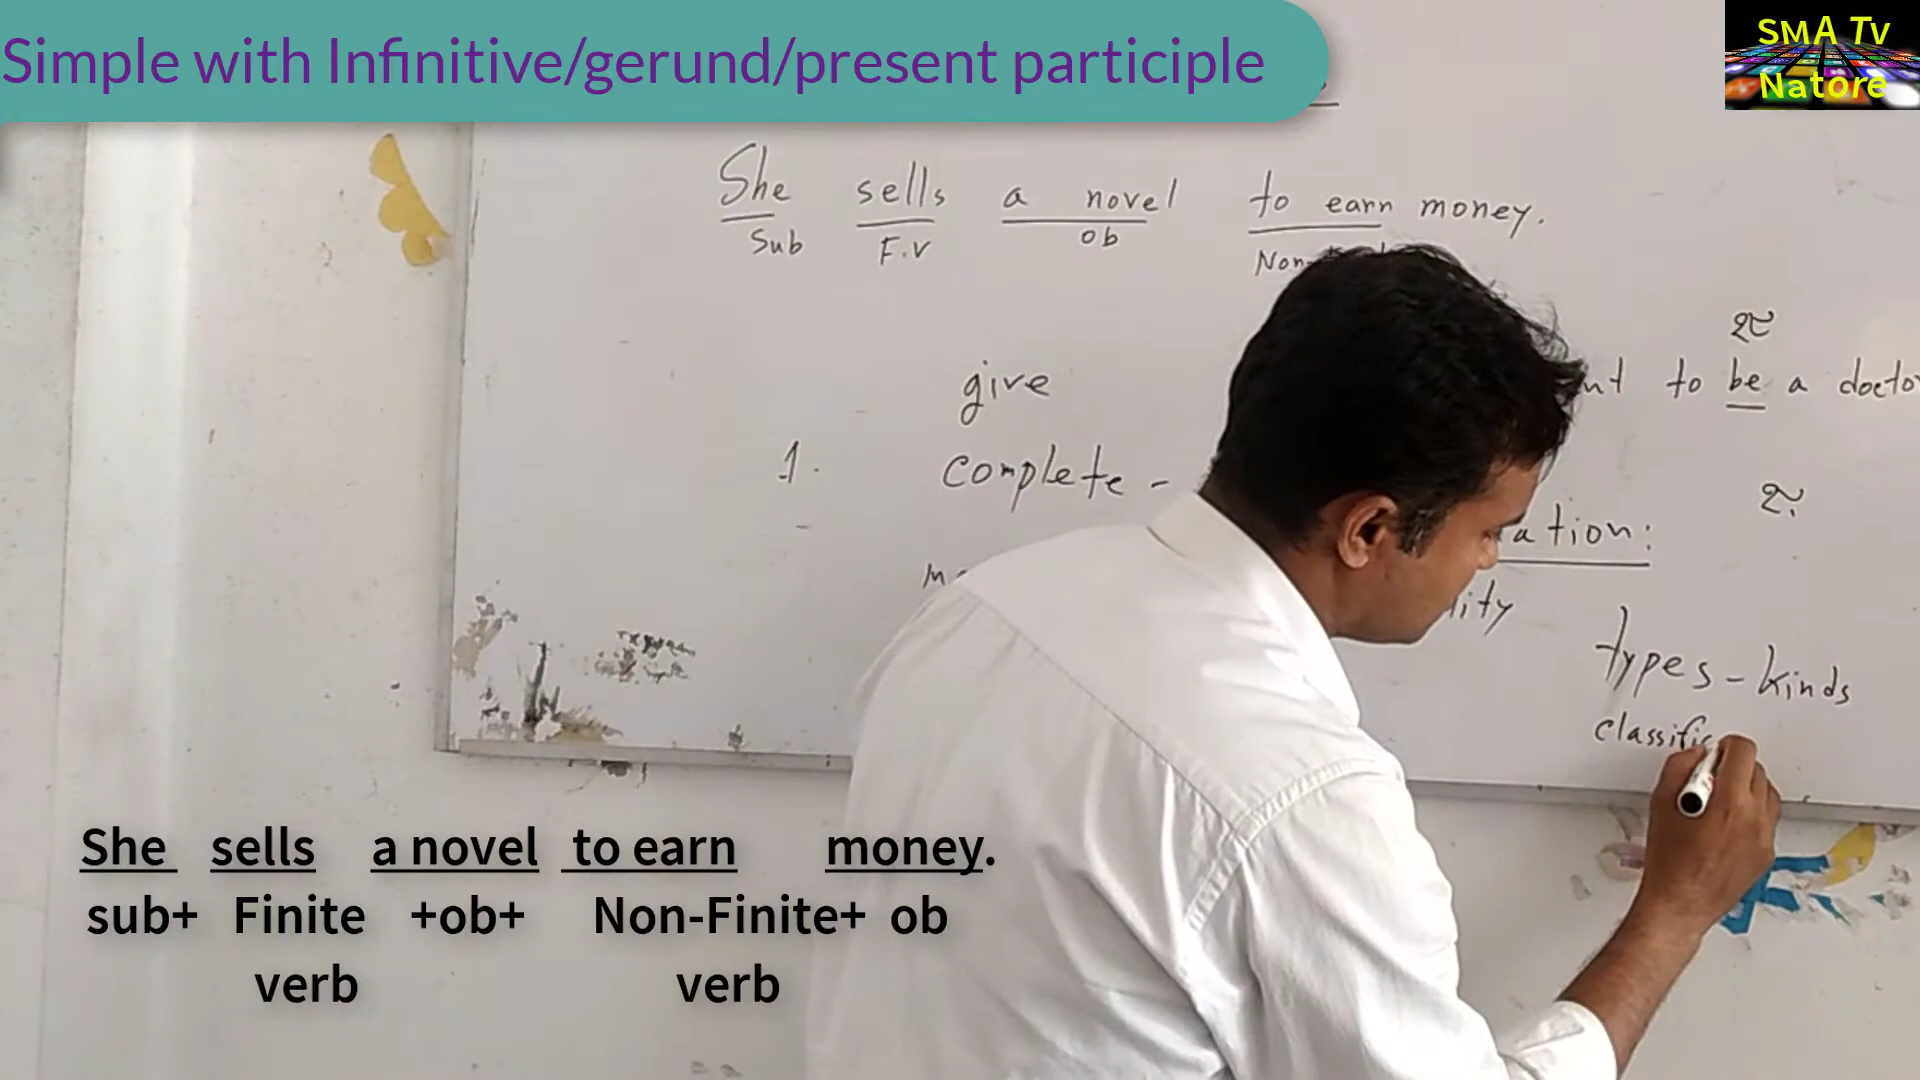 Simple with Infinitive/gerund/present participle
SMA Tv
Natore
She sells a novel to earn money.
Sub F.V ob Non-
to be a doctor
give
1. complete -
types - kinds
classific
She sells a novel to earn money.
sub+ Finite +ob+ Non-Finite+ ob
verb verb